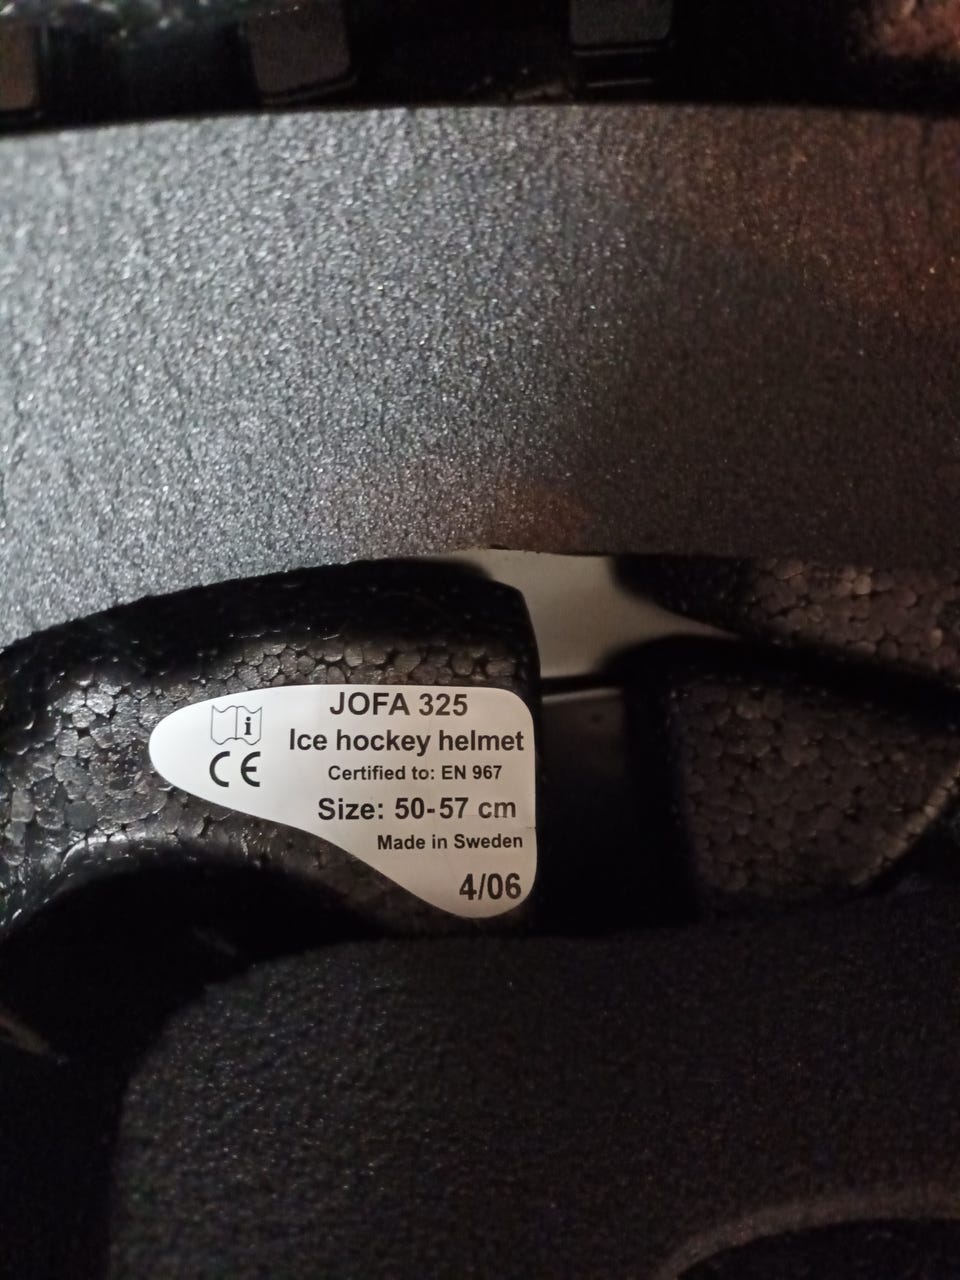 JOFA 325
i
Ice hockey helmet
CE
Certified to: EN 967
Size: 50-57 cm
Made in Sweden
4/06